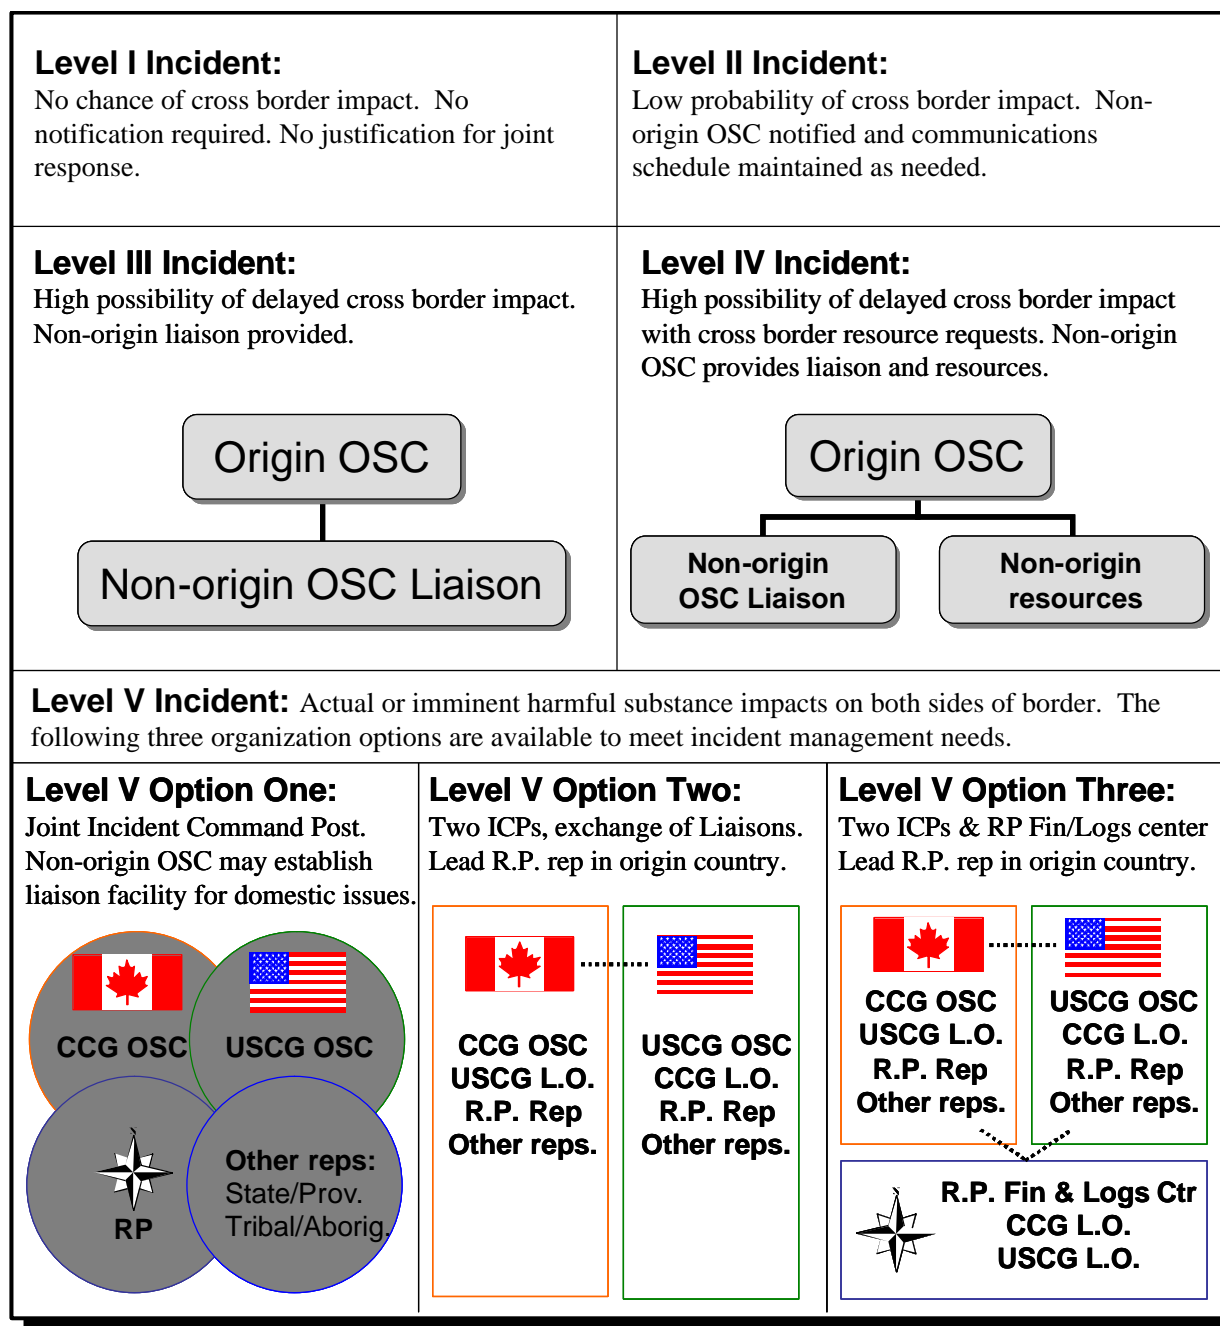 Level I Incident:
No chance of cross border impact.  No
notification required. No justification for joint
response.
Level II Incident:
Low probability of cross border impact.  Non-
origin OSC notified and communications
schedule maintained as needed.
Level III Incident:
High possibility of delayed cross border impact.
Non-origin liaison provided.
Origin OSC
Non-origin OSC Liaison
Level IV Incident:
High possibility of delayed cross border impact
with cross border resource requests. Non-origin
OSC provides liaison and resources.
Origin OSC
Non-origin
OSC Liaison
Non-origin
resources
Level V Incident: Actual or imminent harmful substance impacts on both sides of border.  The
following three organization options are available to meet incident management needs.
Level V Option One:
Joint Incident Command Post.
Non-origin OSC may establish
liaison facility for domestic issues.
CCG OSC
USCG OSC
N
RP
Other reps:
State/Prov.
Tribal/Aborig.
Level V Option Two:
Two ICPs, exchange of Liaisons.
Lead R.P. rep in origin country.
CCG OSC
USCG L.O.
R.P. Rep
Other reps.
USCG OSC
CCG L.O.
R.P. Rep
Other reps.
Level V Option Three:
Two ICPs & RP Fin/Logs center
Lead R.P. rep in origin country.
CCG OSC
USCG L.O.
R.P. Rep
Other reps.
USCG OSC
CCG L.O.
R.P. Rep
Other reps.
N
R.P. Fin & Logs Ctr
CCG L.O.
USCG L.O.